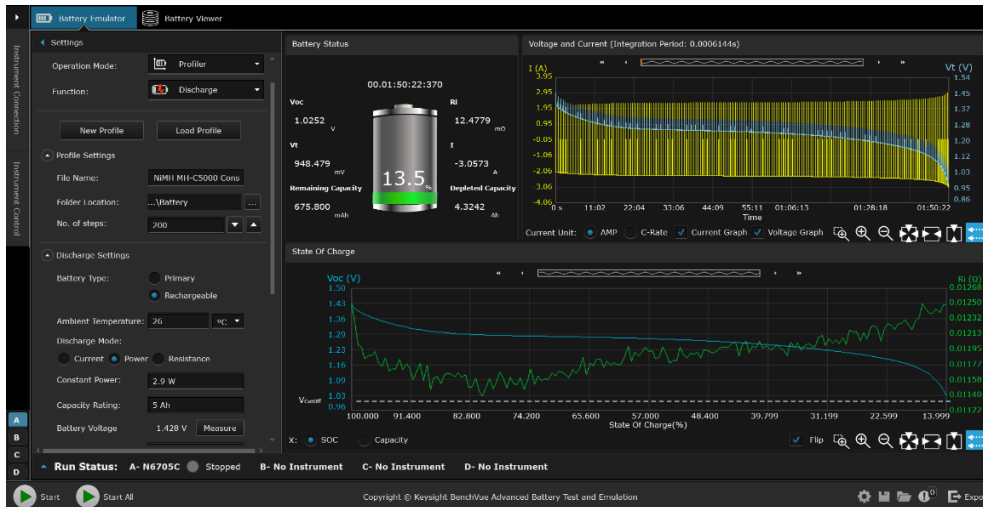 Battery Emulator
Battery Viewer
Instrument Connection
Instrument Control
Settings
Operation Mode: Profiler
Function: Discharge
New Profile Load Profile
Profile Settings
File Name: NiMH MH-C5000 Cons
Folder Location: ...\Battery ...
No. of steps: 200
Discharge Settings
Battery Type: Primary
Rechargeable
Ambient Temperature: 26 ºC
Discharge Mode:
Current Power Resistance
Constant Power: 2.9 W
Capacity Rating: 5 Ah
Battery Voltage 1.428 V Measure
A
B
C
D
Battery Status
00.01:50:22:370
Voc
1.0252 V
Ri
12.4779 mΩ
Vt
948.479 mV
I
-3.0573 A
13.5 %
Remaining Capacity
675.800 mAh
Depleted Capacity
4.3242 Ah
Voltage and Current (Integration Period: 0.0006144s)
I (A) Vt (V)
3.95 1.54
2.95 1.45
1.95 1.37
0.95 1.28
-0.05 1.20
-1.06 1.12
-2.06 1.03
-3.06 0.95
-4.06 0.86
0 s 11:02 22:04 33:06 44:09 55:11 01:06:13 01:28:18 01:50:22
Time
Current Unit: AMP C-Rate Current Graph Voltage Graph
State Of Charge
Voc (V) Ri (Ω)
1.50 0.01268
1.43 0.01250
1.36 0.01232
1.29 0.01213
1.23 0.01195
1.16 0.01177
1.09 0.01158
1.03 0.01140
0.96 0.01122
Vcutoff
100.000 91.400 82.800 74.200 65.600 57.000 48.400 39.799 31.199 22.599 13.999
State Of Charge(%)
X: SOC Capacity Flip
Run Status: A- N6705C Stopped B- No Instrument C- No Instrument D- No Instrument
Start Start All Copyright © Keysight BenchVue Advanced Battery Test and Emulation 0 Expo